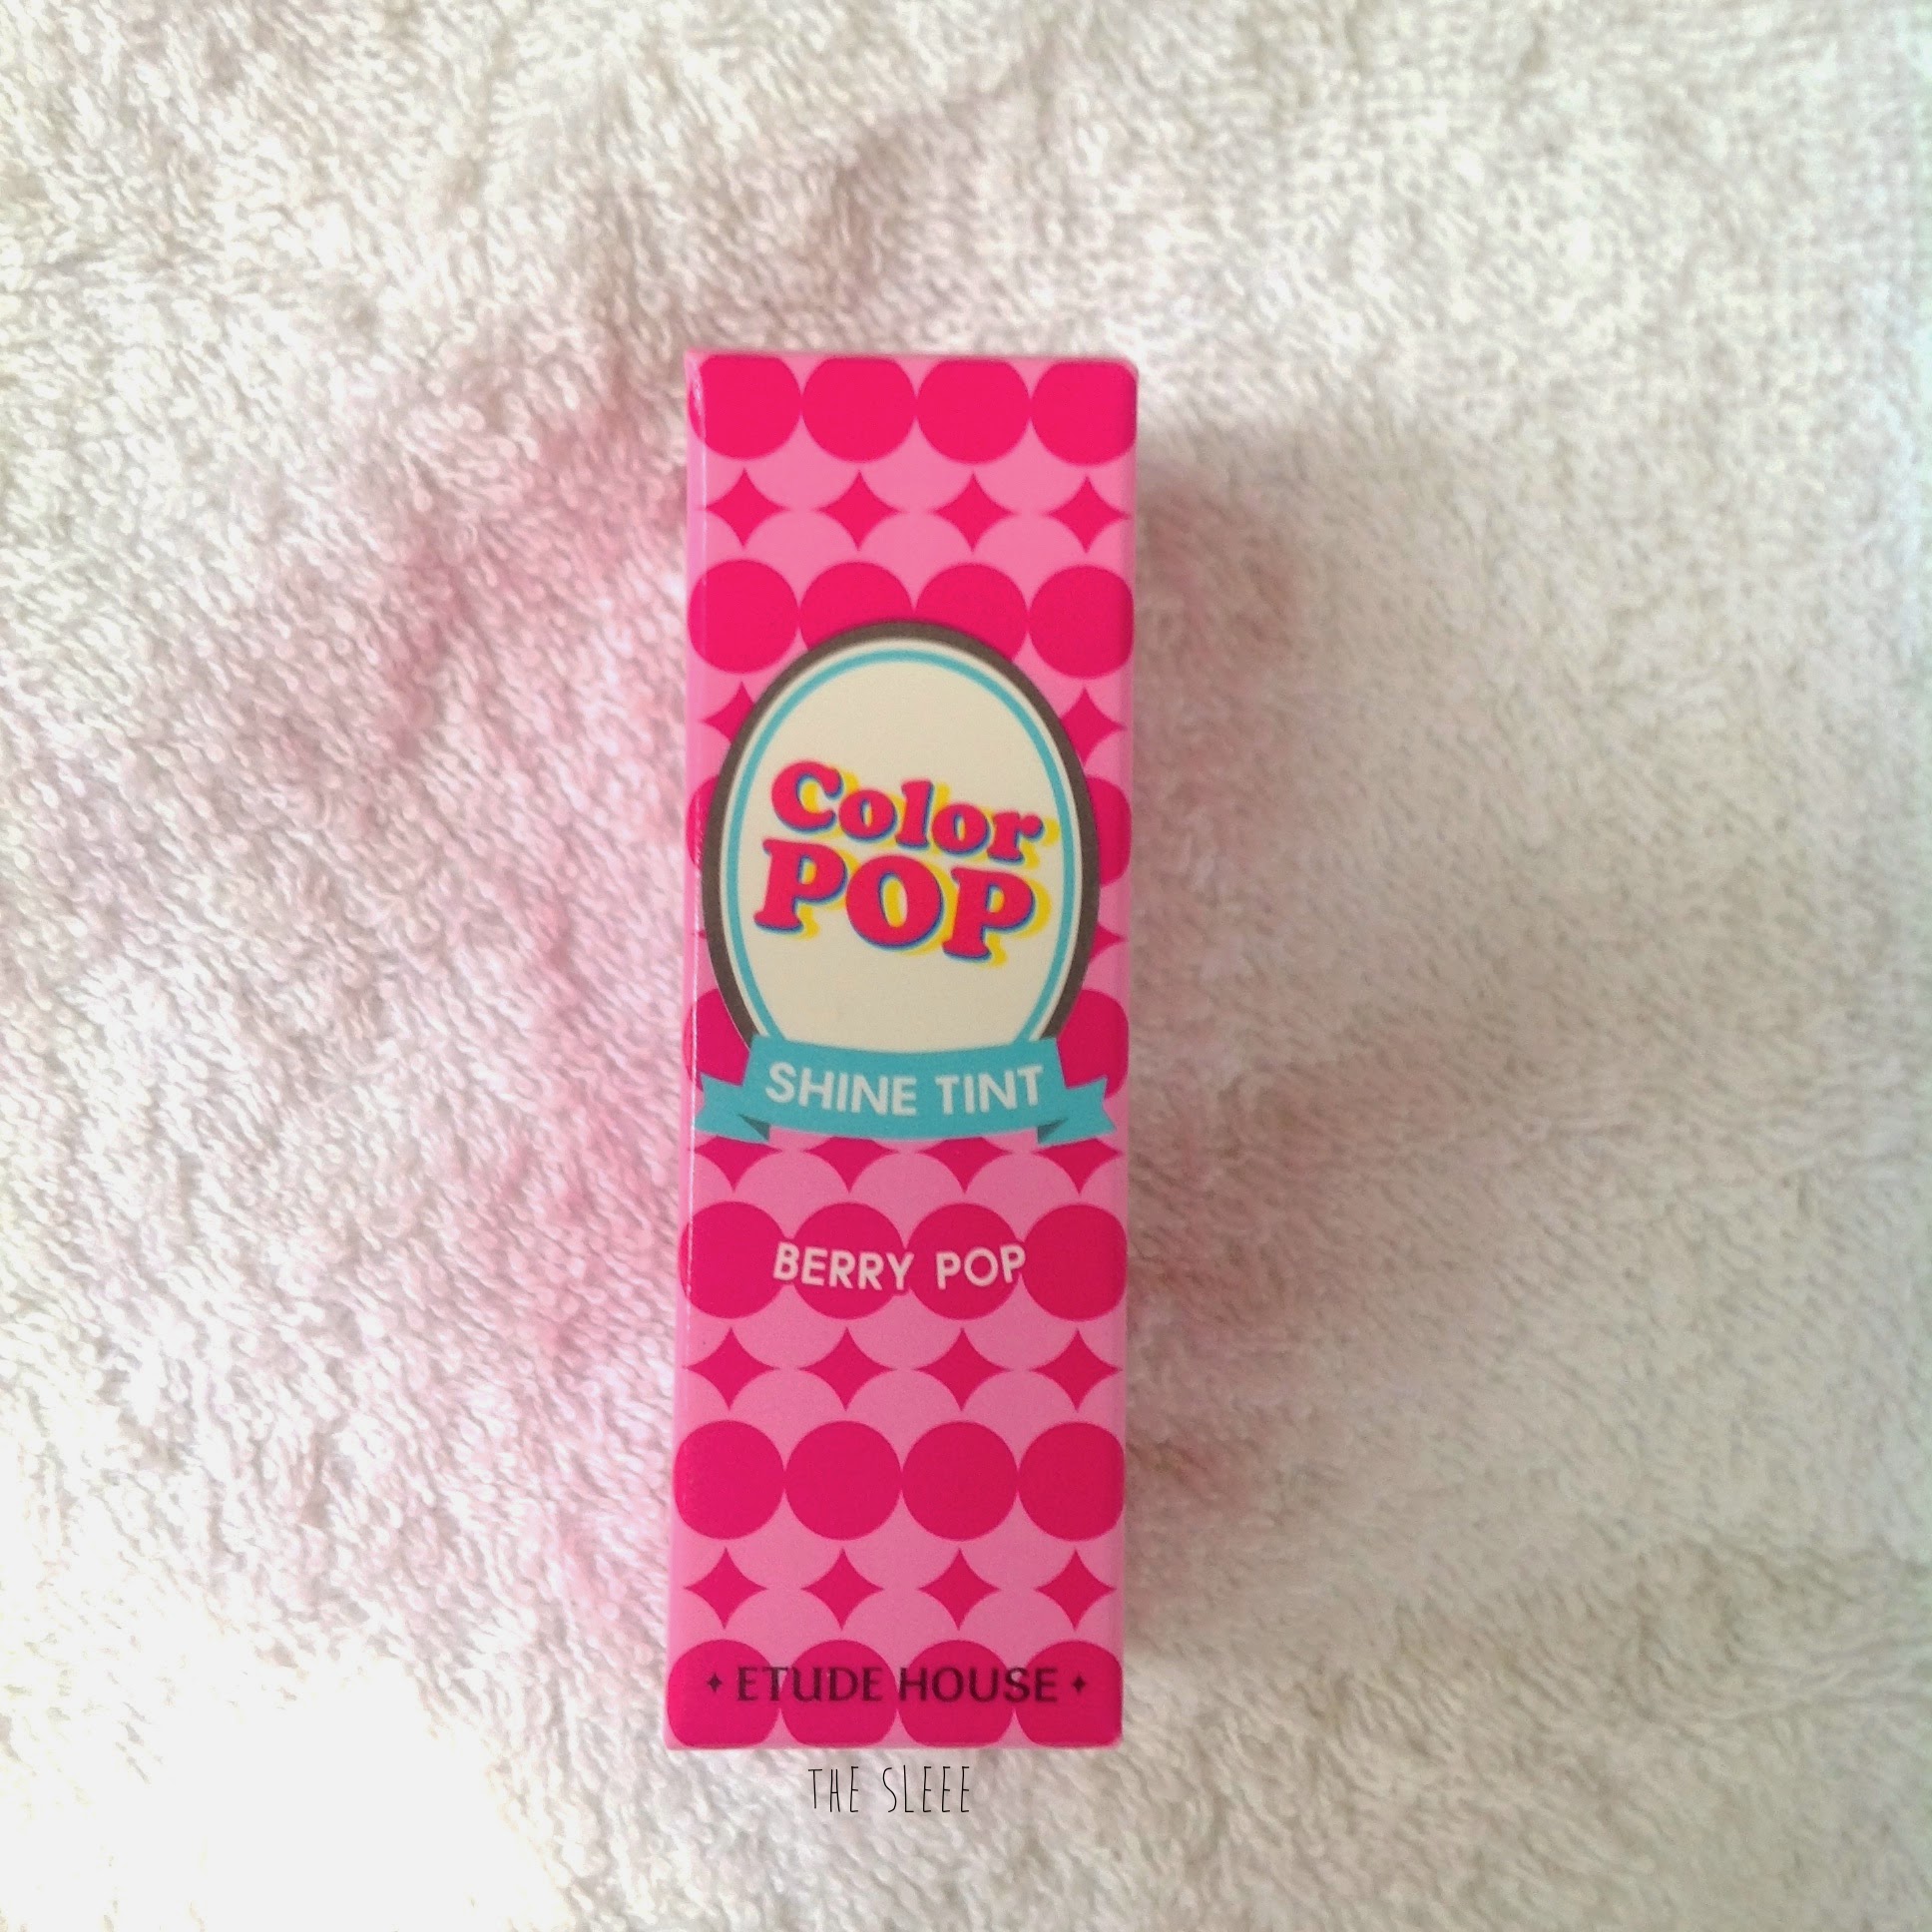 Color
POP
SHINE TINT
BERRY POP
ETUDE HOUSE
THE SLEEE